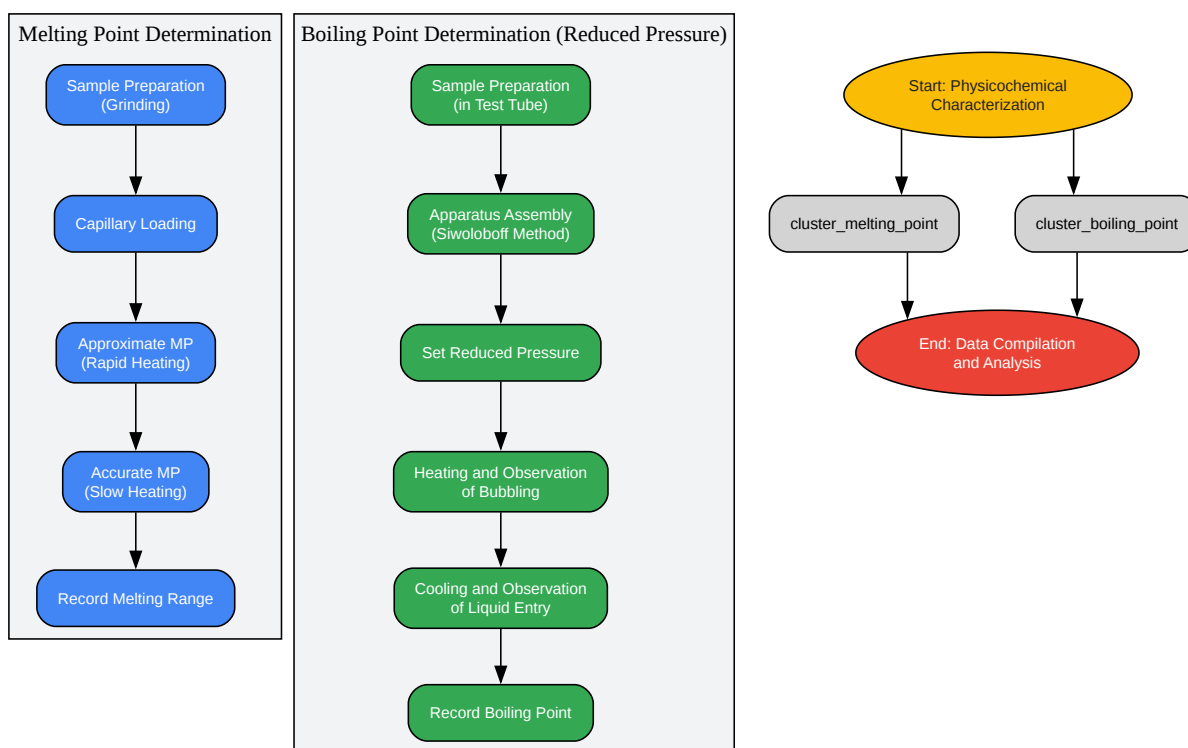 Melting Point Determination
Sample Preparation
(Grinding)
Capillary Loading
Approximate MP
(Rapid Heating)
Accurate MP
(Slow Heating)
Record Melting Range
Boiling Point Determination (Reduced Pressure)
Sample Preparation
(in Test Tube)
Apparatus Assembly
(Siwoloboff Method)
Set Reduced Pressure
Heating and Observation
of Bubbling
Cooling and Observation
of Liquid Entry
Record Boiling Point
Start: Physicochemical
Characterization
cluster_melting_point
cluster_boiling_point
End: Data Compilation
and Analysis